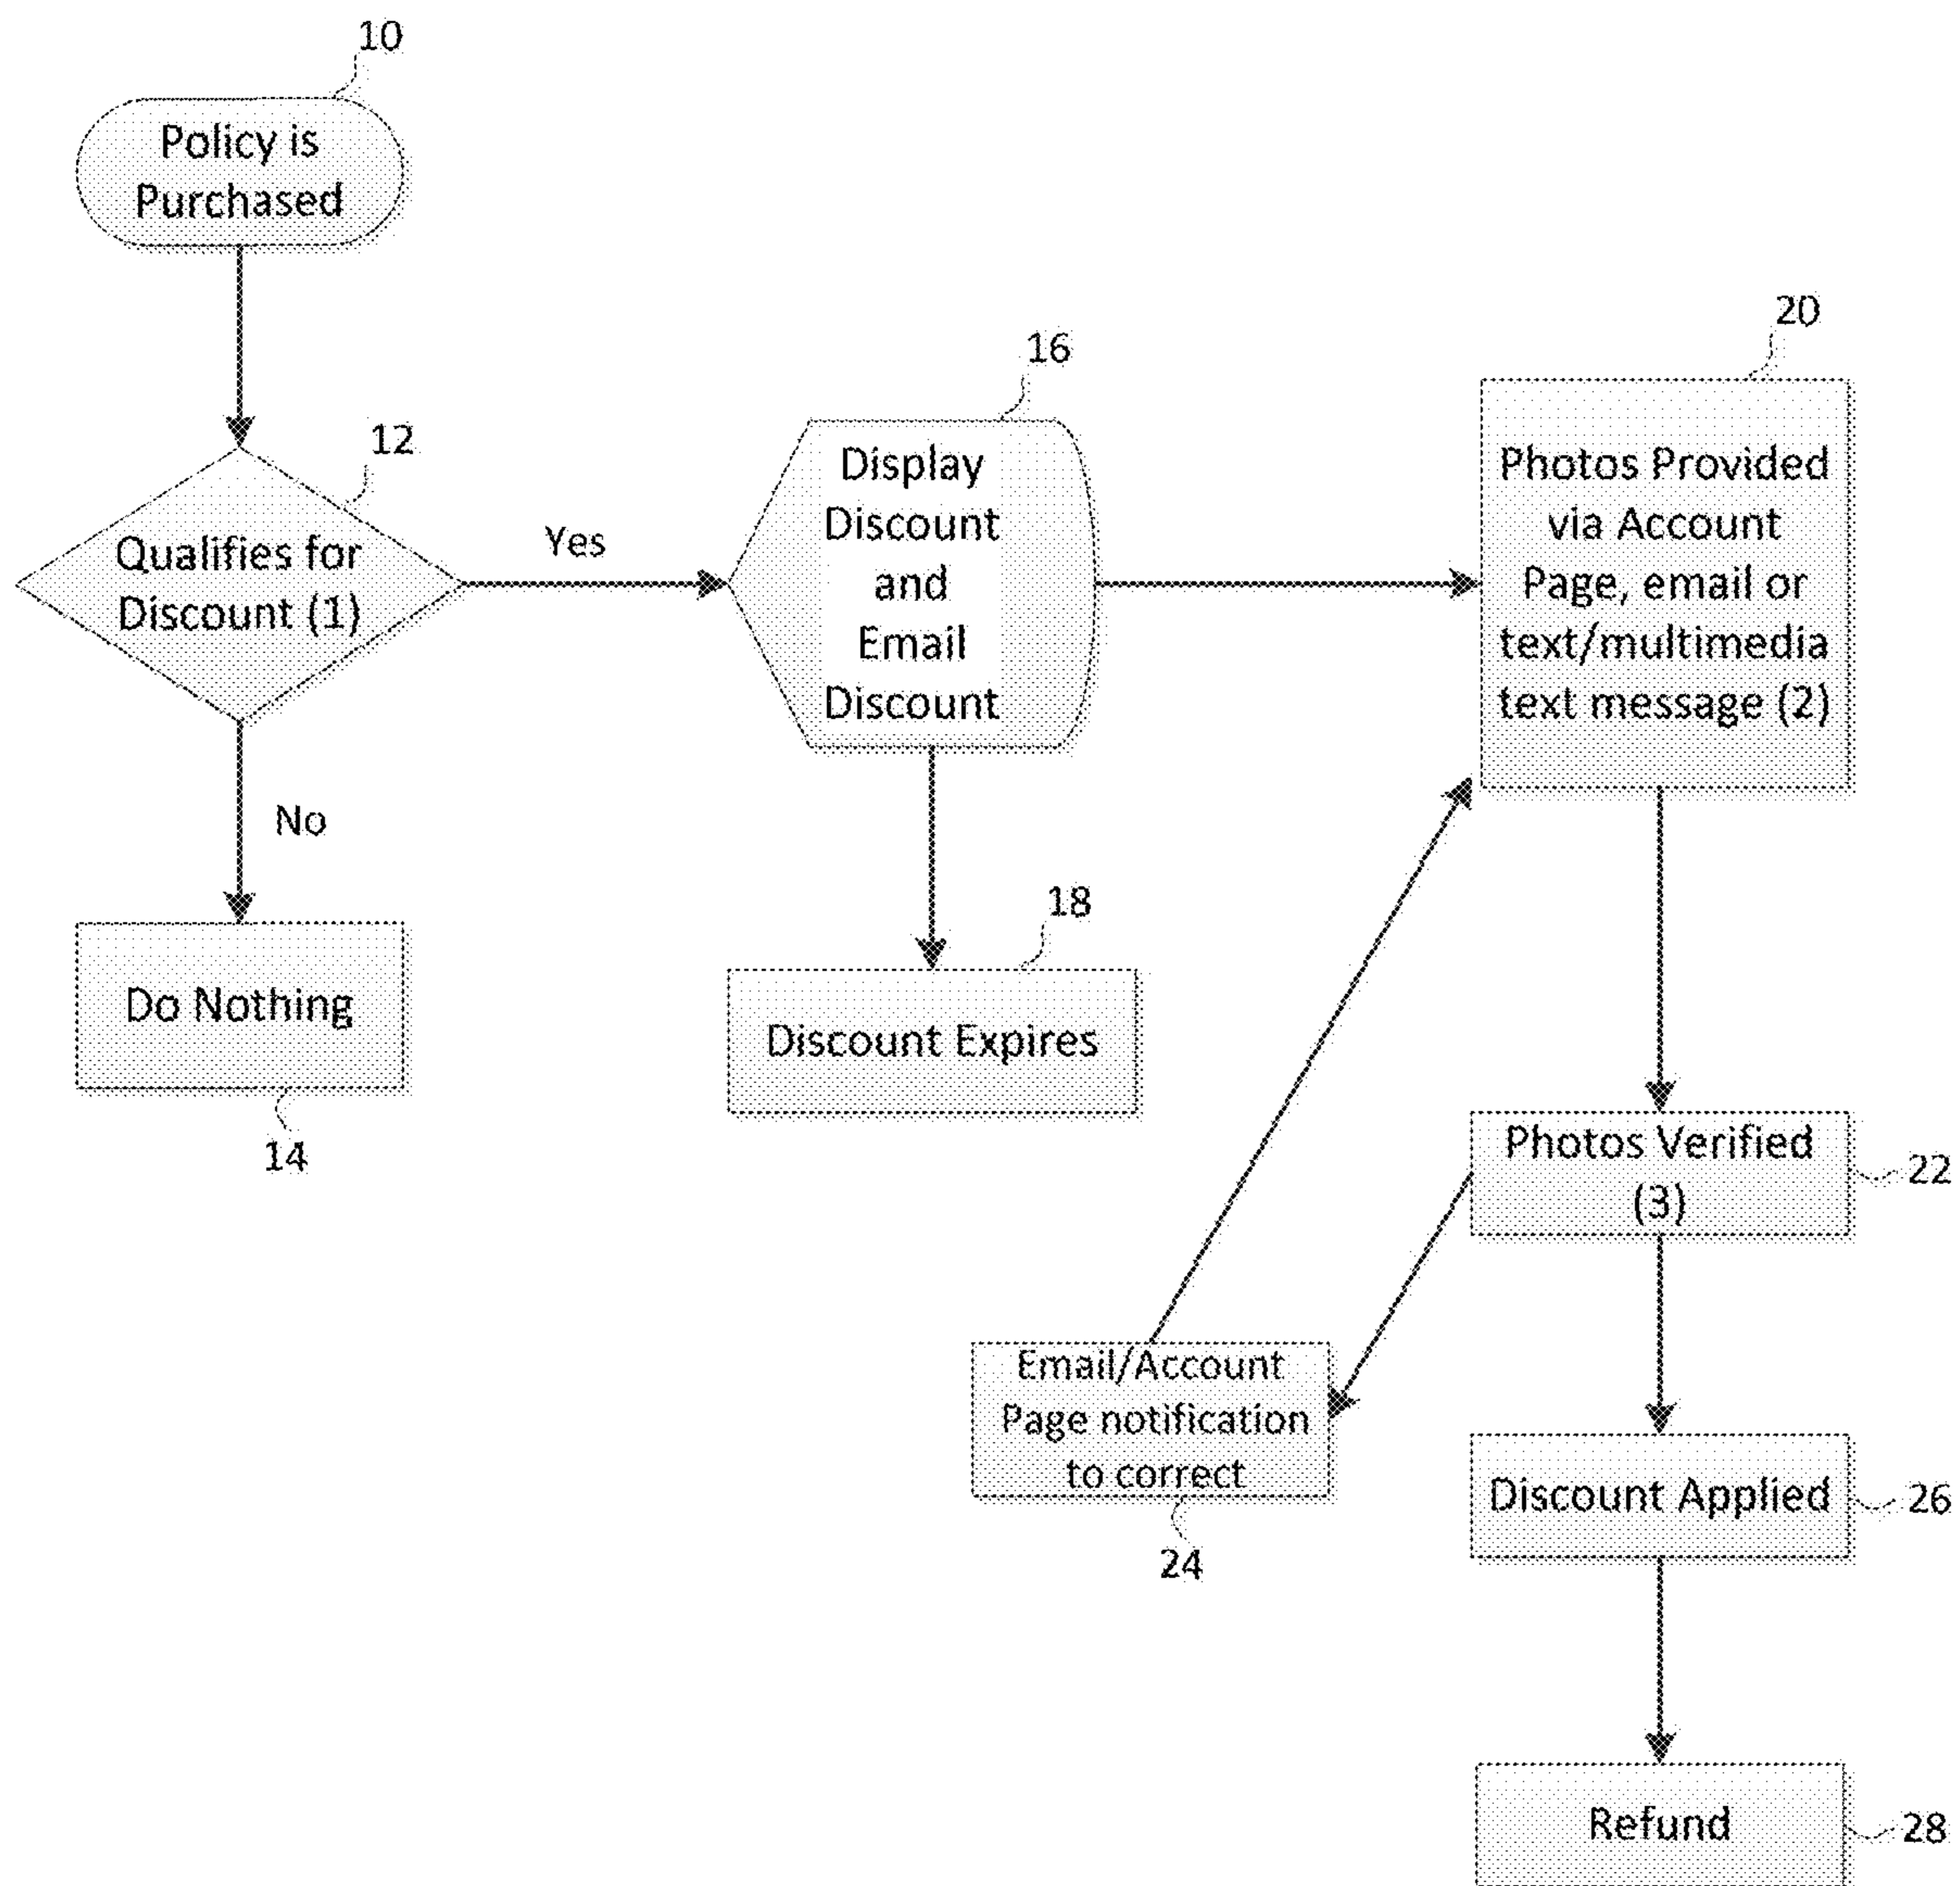 10
Policy is
Purchased
12
Qualifies for
Discount (1)
Yes
No
Do Nothing
14
16
Display
Discount
and
Email
Discount
18
Discount Expires
20
Photos Provided
via Account
Page, email or
text/multimedia
text message (2)
Photos Verified
(3)
22
Email/Account
Page notification
to correct
24
Discount Applied
26
Refund
28